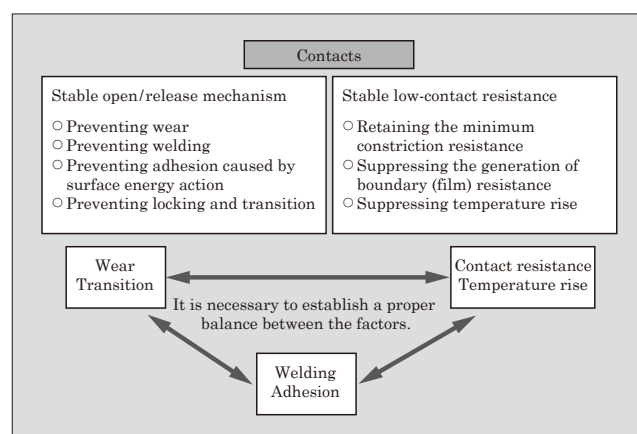 Contacts
Stable open/release mechanism
○ Preventing wear
○ Preventing welding
○ Preventing adhesion caused by
surface energy action
○ Preventing locking and transition
Stable low-contact resistance
○ Retaining the minimum
constriction resistance
○ Suppressing the generation of
boundary (film) resistance
○ Suppressing temperature rise
Wear
Transition
Contact resistance
Temperature rise
It is necessary to establish a proper
balance between the factors.
Welding
Adhesion